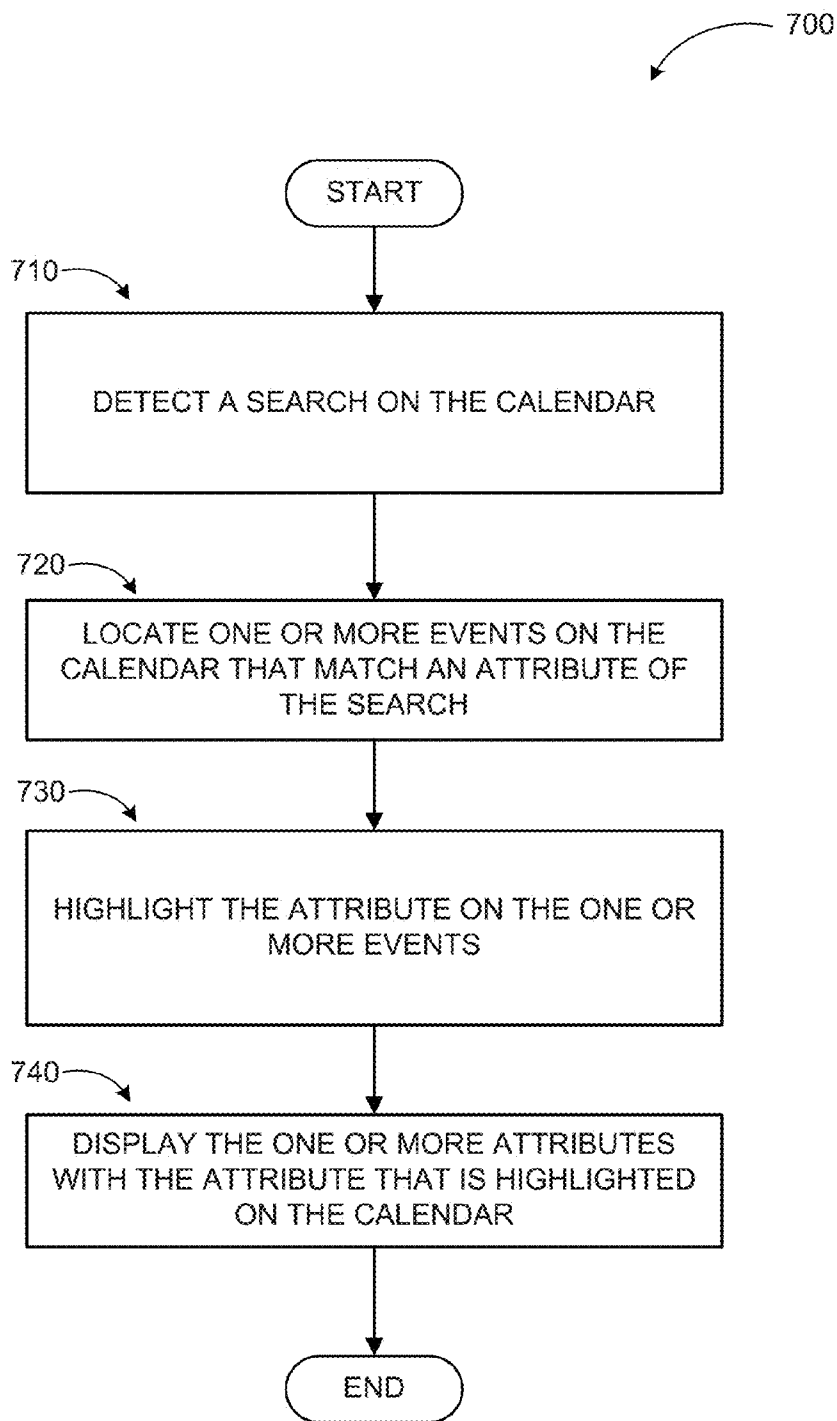 700
START
710
DETECT A SEARCH ON THE CALENDAR
720
LOCATE ONE OR MORE EVENTS ON THE
CALENDAR THAT MATCH AN ATTRIBUTE OF
THE SEARCH
730
HIGHLIGHT THE ATTRIBUTE ON THE ONE OR
MORE EVENTS
740
DISPLAY THE ONE OR MORE ATTRIBUTES
WITH THE ATTRIBUTE THAT IS HIGHLIGHTED
ON THE CALENDAR
END